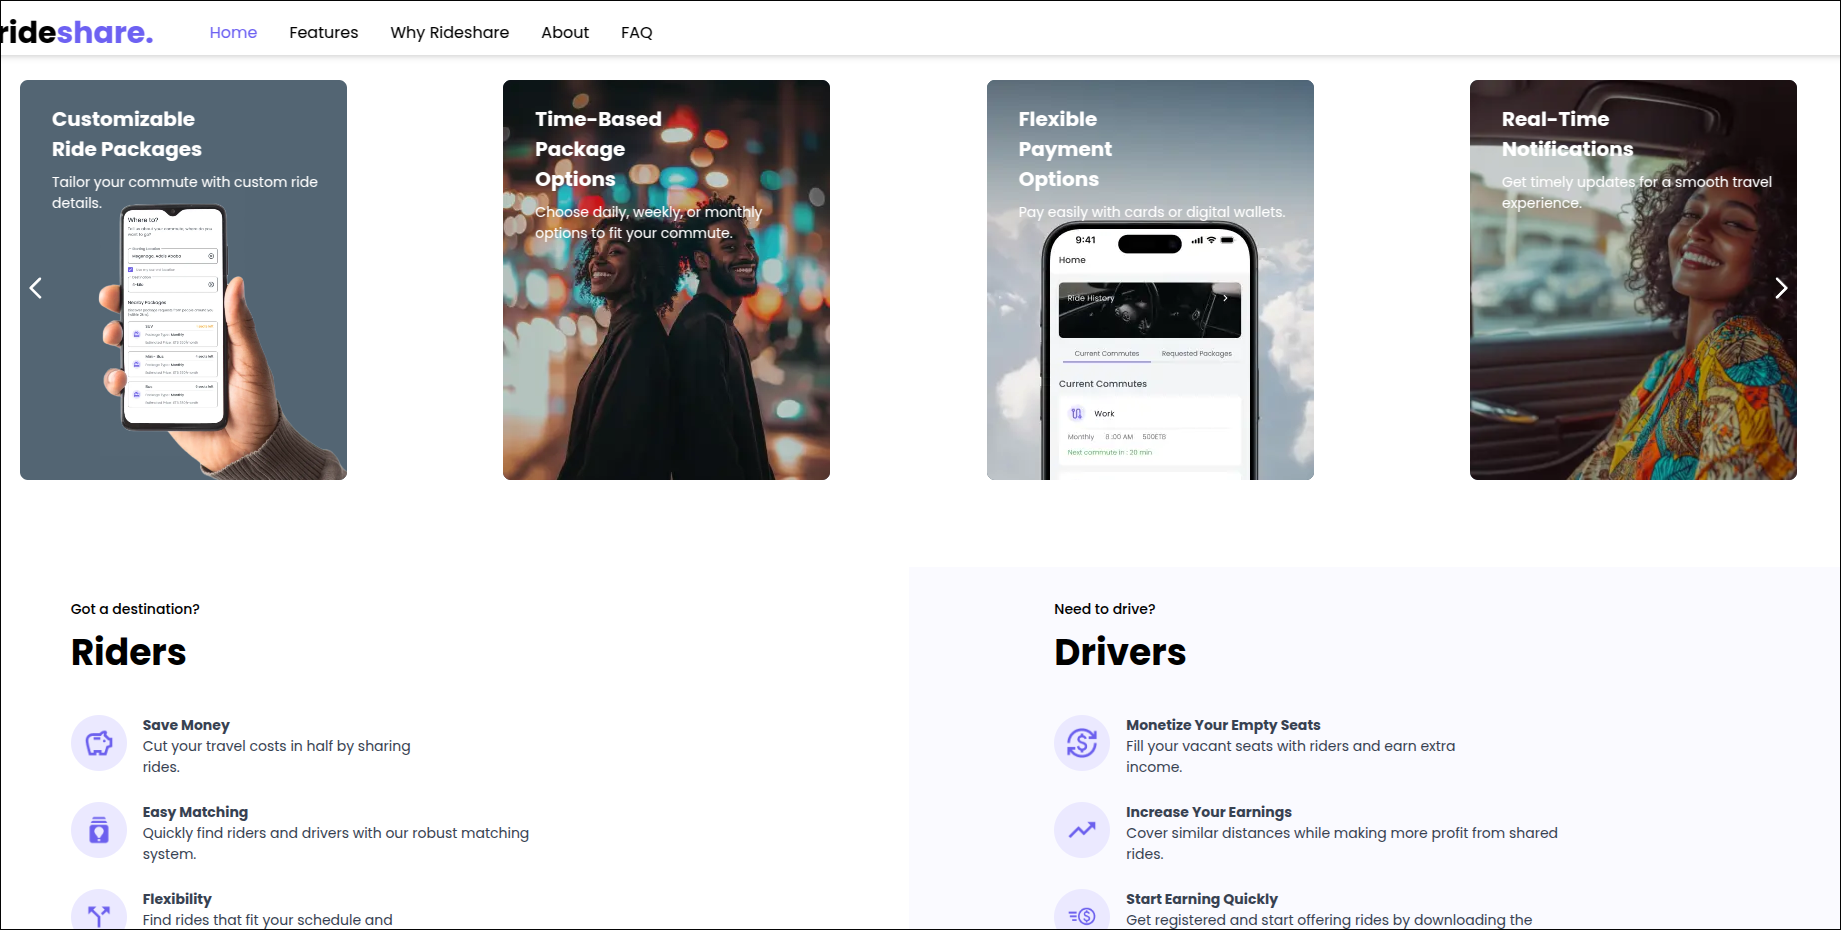 rideshare.
Home
Features
Why Rideshare
About
FAQ
Customizable
Ride Packages
Tailor your commute with custom ride
details.
Where to?
Nearby Packages
Time-Based
Package
Options
Choose daily, weekly, or monthly
options to fit your commute.
Flexible
Payment
Options
Pay easily with cards or digital wallets.
9:41
Home
Ride History
Current Commutes
Requested Packages
Current Commutes
Work
Monthly
8 :00 AM
500ETB
Next commute in : 20 min
Real-Time
Notifications
Get timely updates for a smooth travel
experience.
Got a destination?
Riders
Save Money
Cut your travel costs in half by sharing
rides.
Easy Matching
Quickly find riders and drivers with our robust matching
system.
Flexibility
Find rides that fit your schedule and
Need to drive?
Drivers
Monetize Your Empty Seats
Fill your vacant seats with riders and earn extra
income.
Increase Your Earnings
Cover similar distances while making more profit from shared
rides.
Start Earning Quickly
Get registered and start offering rides by downloading the